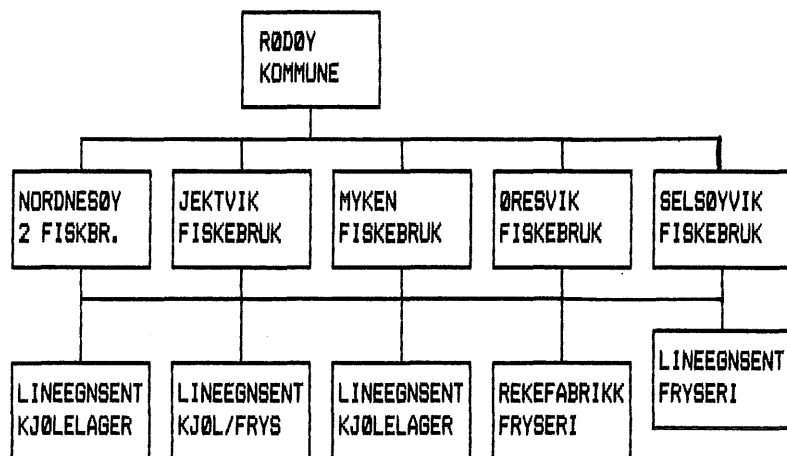 RØDØY
KOMMUNE
NORDNESØY
2 FISKBR.
JEKTVIK
FISKEBRUK
MYKEN
FISKEBRUK
ØRESVIK
FISKEBRUK
SELSØYVIK
FISKEBRUK
LINEEGNSENT
KJØLELAGER
LINEEGNSENT
KJØL/FRYS
LINEEGNSENT
KJØLELAGER
REKEFABRIKK
FRYSERI
LINEEGNSENT
FRYSERI